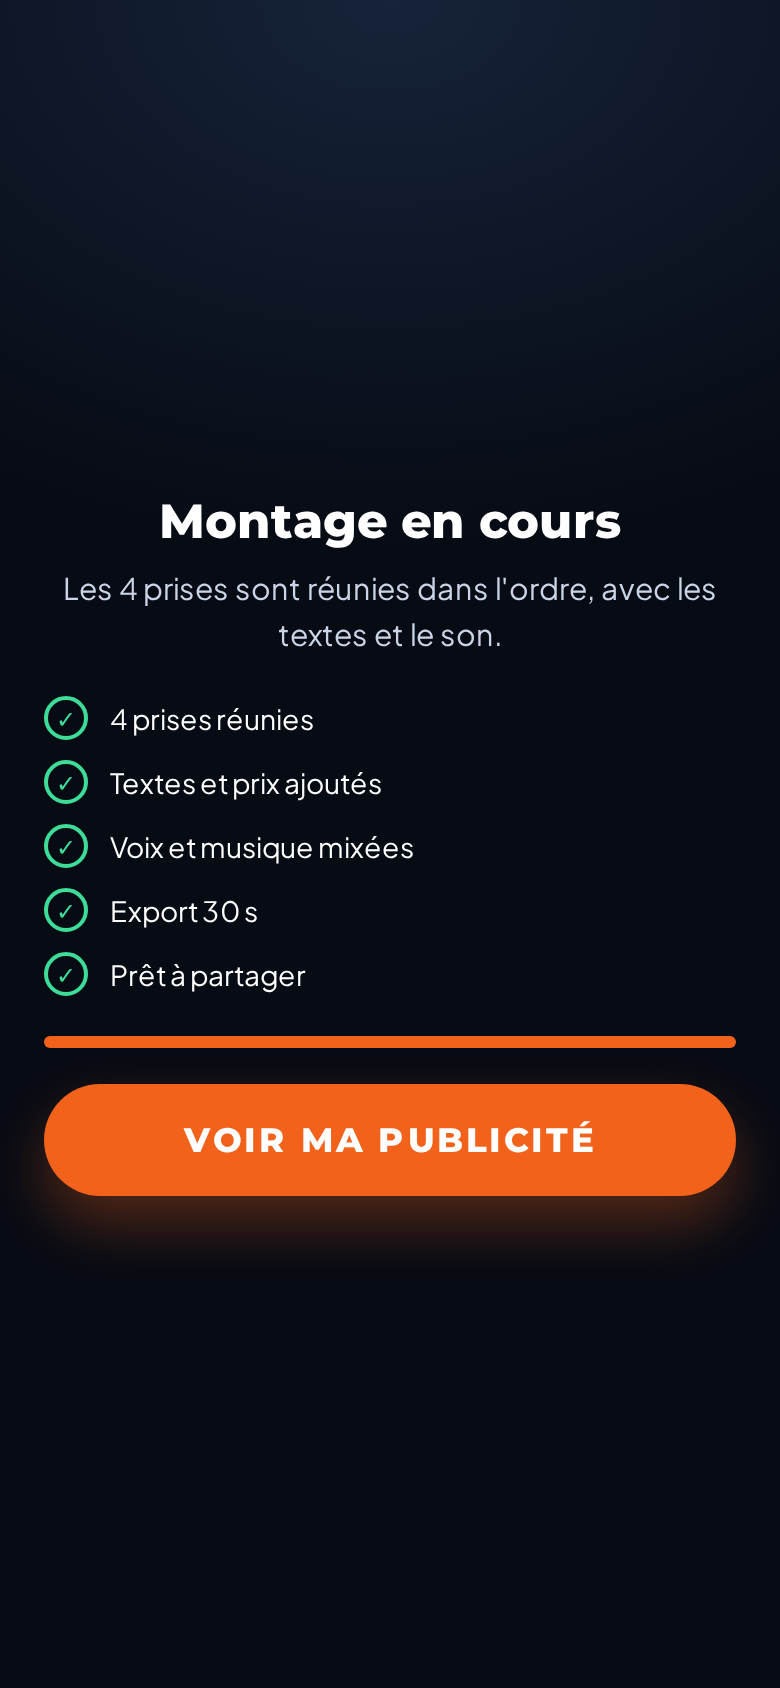 Montage en cours
Les 4 prises sont réunies dans l'ordre, avec les
textes et le son.
✓ 4 prises réunies
✓ Textes et prix ajoutés
✓ Voix et musique mixées
✓ Export 30 s
✓ Prêt à partager
VOIR MA PUBLICITÉ